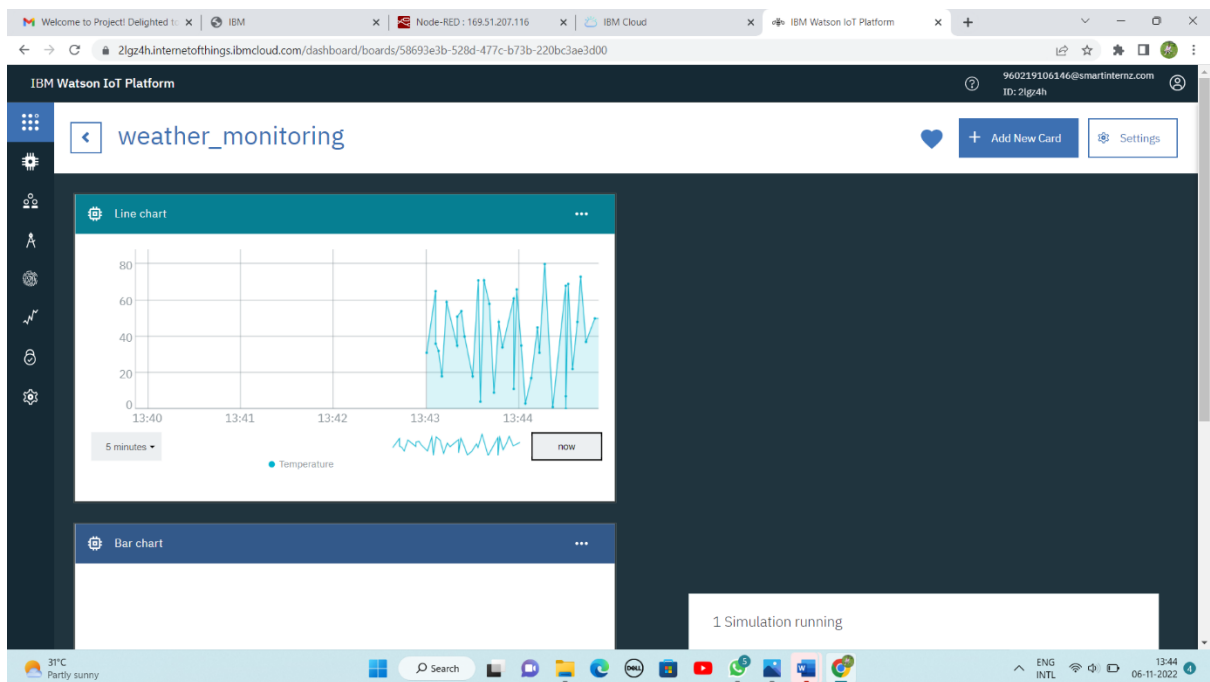 Welcome to Project! Delighted to
IBM
Node-RED : 169.51.207.116
IBM Cloud
IBM Watson IoT Platform
2lgz4h.internetofthings.ibmcloud.com/dashboard/boards/58693e3b-528d-477c-b73b-220bc3ae3d00
IBM Watson IoT Platform
960219106146@smartinternz.com
ID: 2lgz4h
weather_monitoring
+ Add New Card
Settings
Line chart
80
60
40
20
0
13:40 13:41 13:42 13:43 13:44
5 minutes
now
Temperature
Bar chart
1 Simulation running
31°C
Partly sunny
Search
DELL
5
ENG
INTL
13:44
06-11-2022
4